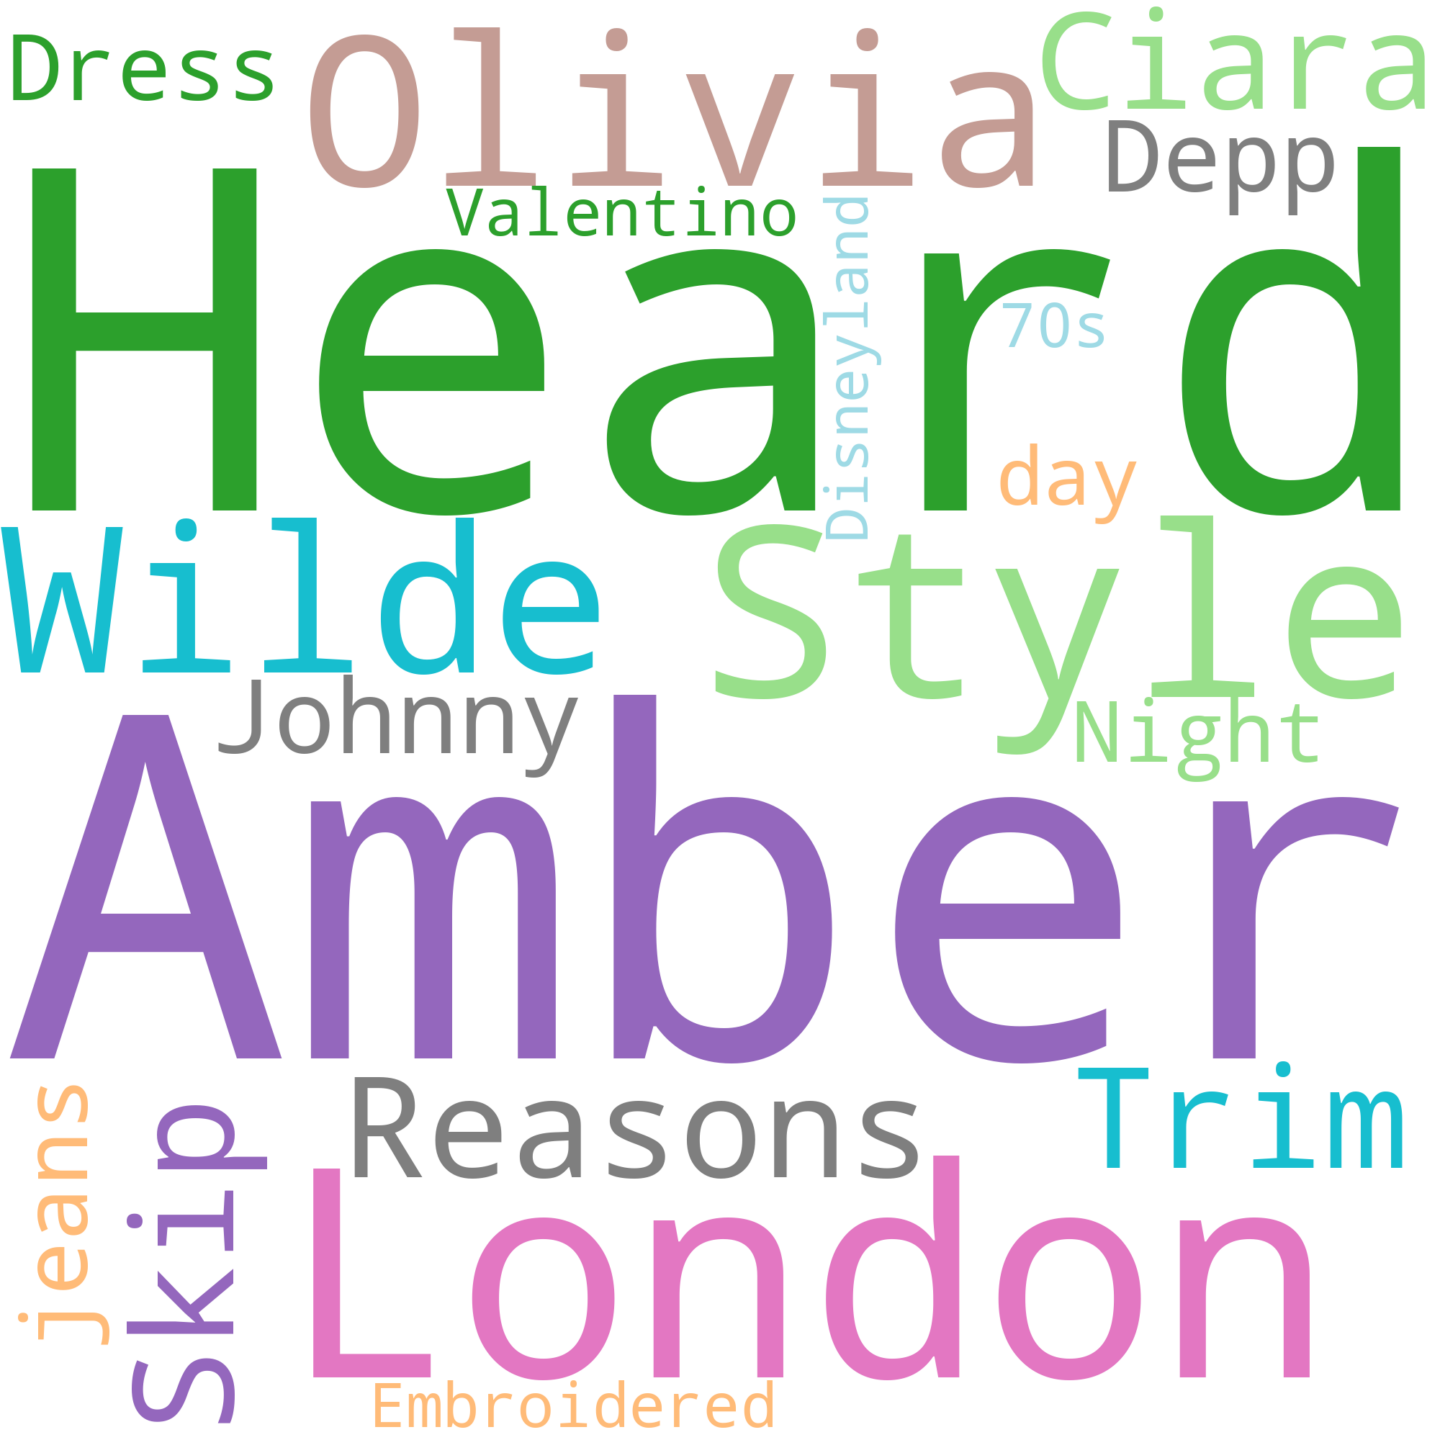 Dress
Olivia
Ciara
Depp
Valentino
Heard
Disneyland
70s
day
Wilde
Style
Johnny
Night
Amber
jeans
Skip
Reasons
Trim
London
Embroidered